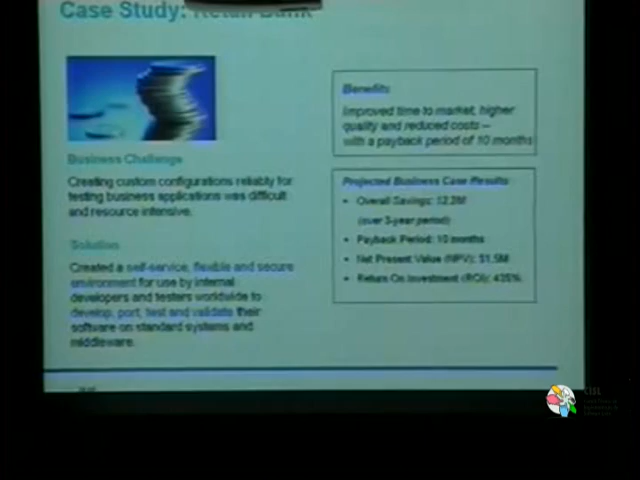 Case Study: Retail Bank
Business Challenge
Creating custom configurations reliably for
testing business applications was difficult
and resource intensive.
Solution
Created a self-service, flexible and secure
environment for use by internal
developers and testers worldwide to
develop, port, test and validate their
software on standard systems and
middleware.
Benefits
Improved time to market, higher
quality and reduced costs –
with a payback period of 10 months
Projected Business Case Results:
• Overall Savings:
(over 3-year period)
• Payback Period: 10 months
• Net Present Value (NPV): $1.5M
• Return On Investment (ROI):